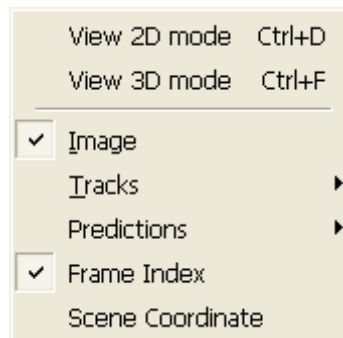 View 2D mode Ctrl+D
View 3D mode Ctrl+F
Image
Tracks
Predictions
Frame Index
Scene Coordinate